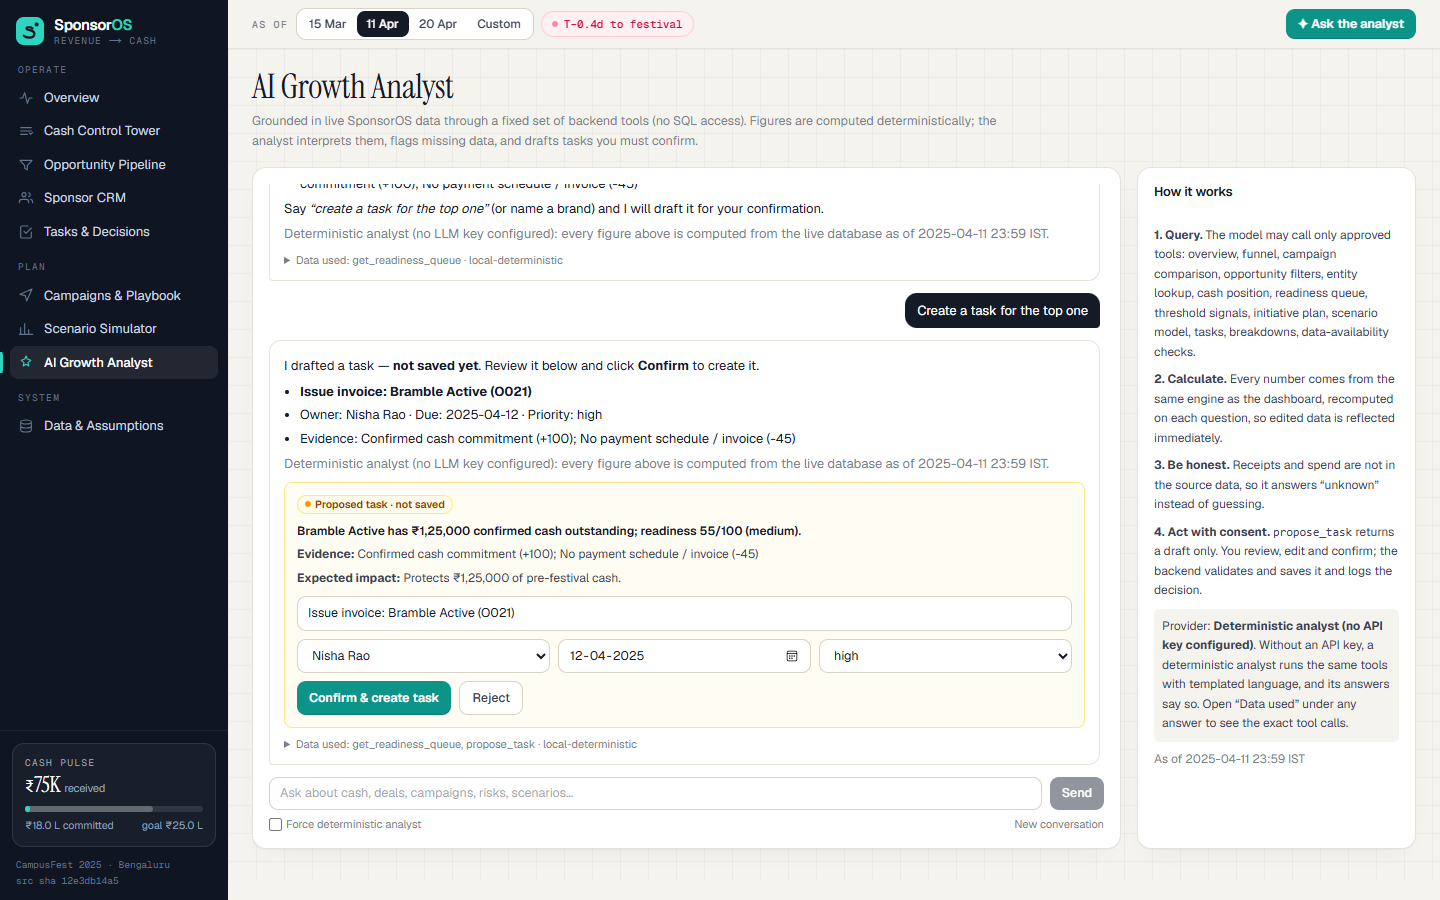 SponsorOS
REVENUE → CASH
OPERATE
Overview
Cash Control Tower
Opportunity Pipeline
Sponsor CRM
Tasks & Decisions
PLAN
Campaigns & Playbook
Scenario Simulator
AI Growth Analyst
SYSTEM
Data & Assumptions
CASH PULSE
₹75K received
₹18.0 L committed goal ₹25.0 L
CampusFest 2025 · Bengaluru
src sha 12e3db14a5
AS OF 15 Mar 11 Apr 20 Apr Custom T-0.4d to festival
✦ Ask the analyst
AI Growth Analyst
Grounded in live SponsorOS data through a fixed set of backend tools (no SQL access). Figures are computed deterministically; the
analyst interprets them, flags missing data, and drafts tasks you must confirm.
commitment (+100); No payment schedule / invoice (-45)
Say “create a task for the top one” (or name a brand) and I will draft it for your confirmation.
Deterministic analyst (no LLM key configured): every figure above is computed from the live database as of 2025-04-11 23:59 IST.
▶ Data used: get_readiness_queue · local-deterministic
Create a task for the top one
I drafted a task — not saved yet. Review it below and click Confirm to create it.
• Issue invoice: Bramble Active (O021)
• Owner: Nisha Rao · Due: 2025-04-12 · Priority: high
• Evidence: Confirmed cash commitment (+100); No payment schedule / invoice (-45)
Deterministic analyst (no LLM key configured): every figure above is computed from the live database as of 2025-04-11 23:59 IST.
Proposed task · not saved
Bramble Active has ₹1,25,000 confirmed cash outstanding; readiness 55/100 (medium).
Evidence: Confirmed cash commitment (+100); No payment schedule / invoice (-45)
Expected impact: Protects ₹1,25,000 of pre-festival cash.
Issue invoice: Bramble Active (O021)
Nisha Rao 12-04-2025 high
Confirm & create task Reject
▶ Data used: get_readiness_queue, propose_task · local-deterministic
Ask about cash, deals, campaigns, risks, scenarios…
Send
Force deterministic analyst
New conversation
How it works
1. Query. The model may call only approved
tools: overview, funnel, campaign
comparison, opportunity filters, entity
lookup, cash position, readiness queue,
threshold signals, initiative plan, scenario
model, tasks, breakdowns, data-availability
checks.
2. Calculate. Every number comes from the
same engine as the dashboard, recomputed
on each question, so edited data is reflected
immediately.
3. Be honest. Receipts and spend are not in
the source data, so it answers “unknown”
instead of guessing.
4. Act with consent. propose_task returns
a draft only. You review, edit and confirm; the
backend validates and saves it and logs the
decision.
Provider: Deterministic analyst (no API
key configured). Without an API key, a
deterministic analyst runs the same tools
with templated language, and its answers
say so. Open “Data used” under any
answer to see the exact tool calls.
As of 2025-04-11 23:59 IST